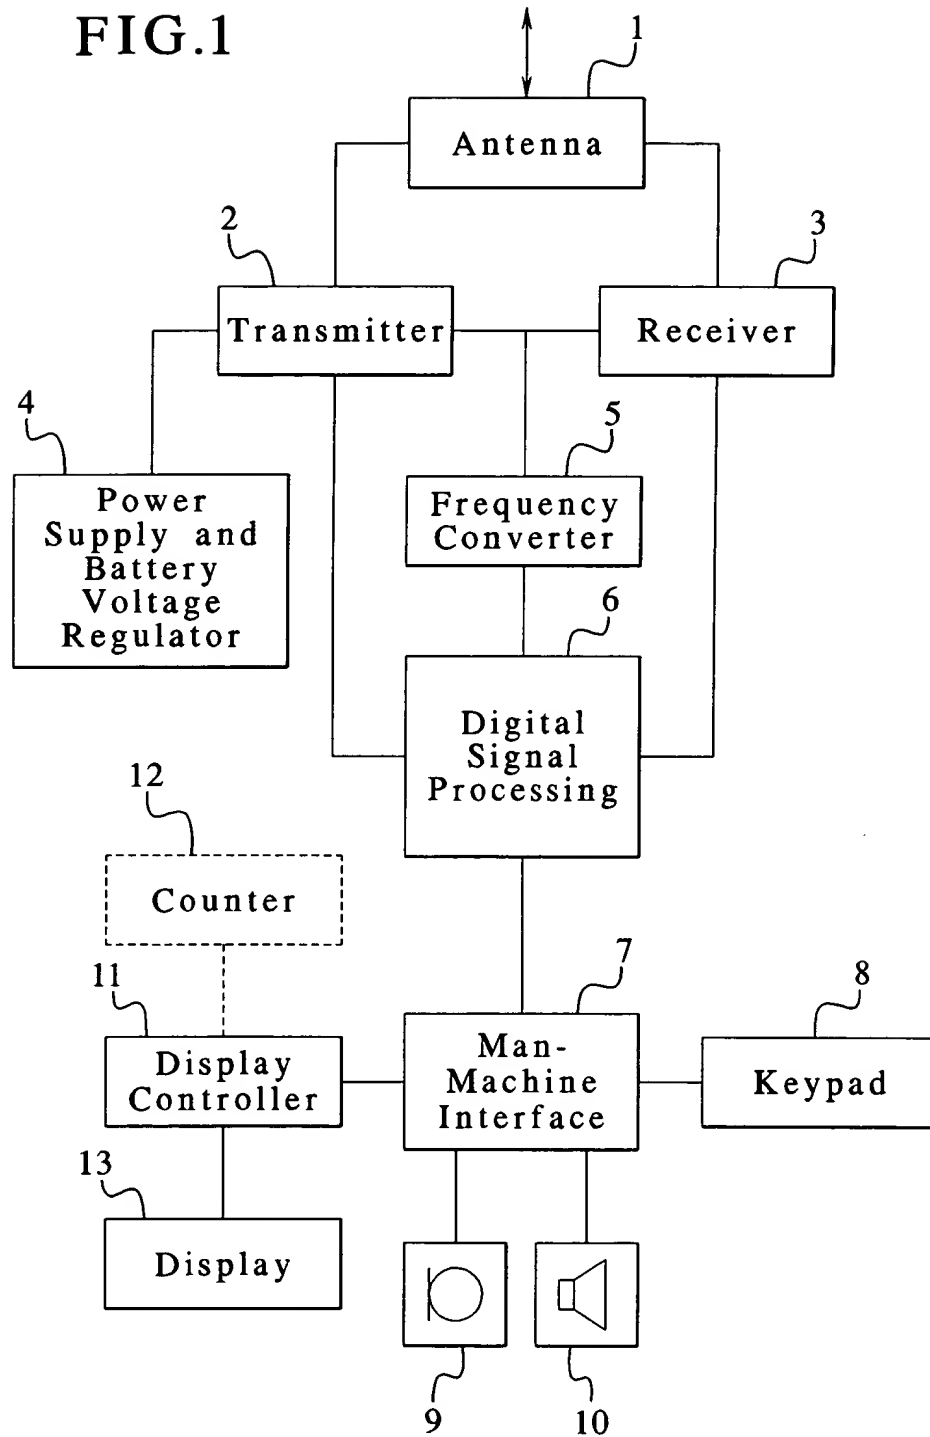 FIG.1
1
Antenna
2
3
Transmitter
Receiver
4
5
Power
Supply and
Battery
Voltage
Regulator
Frequency
Converter
6
Digital
Signal
Processing
12
Counter
11
7
8
Display
Controller
Man-
Machine
Interface
Keypad
13
Display
9
10